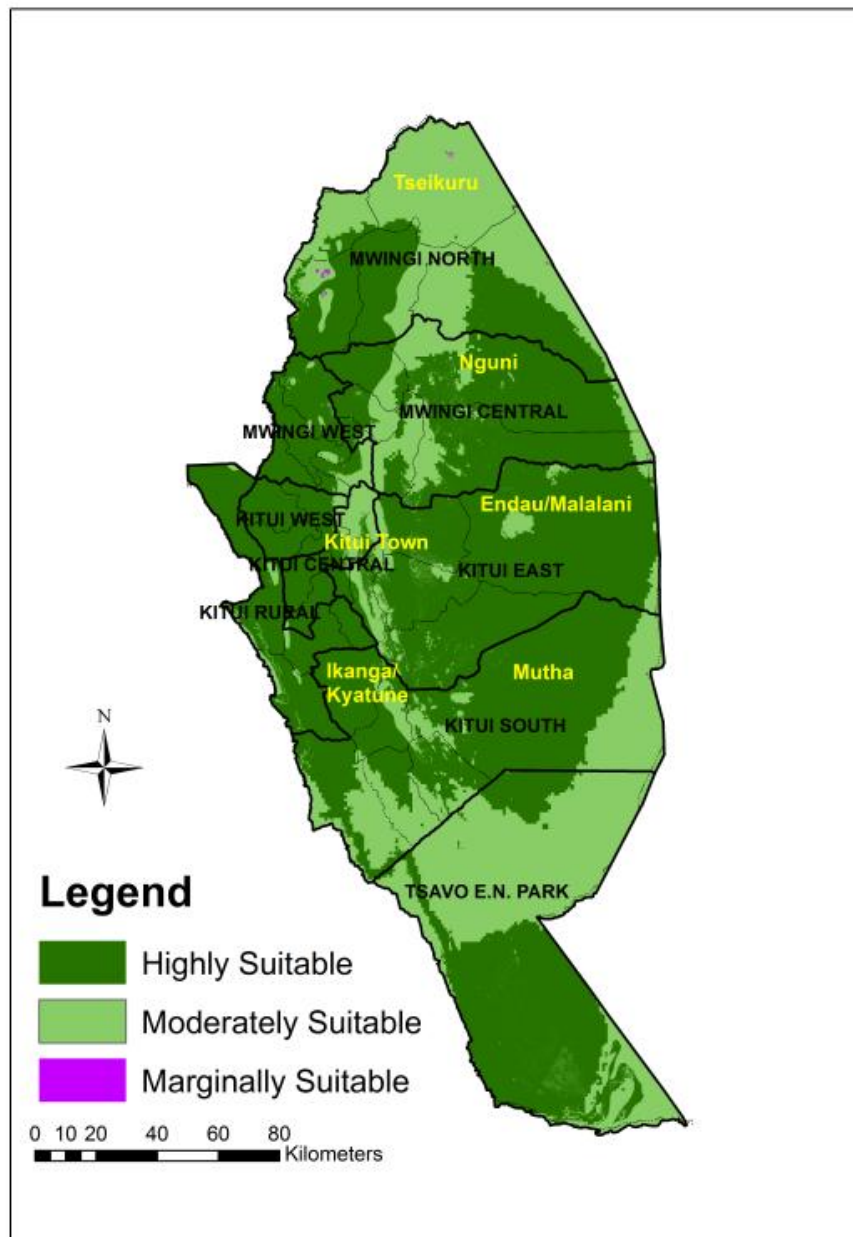 Tseikuru
MWINGI NORTH
Nguni
MWINGI CENTRAL
MWINGI WEST
Endau/Malalani
KITUI WEST
Kitui Town
KITUI CENTRAL
KITUI EAST
KITUI RURAL
Ikanga/
Kyatune
Mutha
KITUI SOUTH
N
TSAVO E.N. PARK
Legend
Highly Suitable
Moderately Suitable
Marginally Suitable
0 10 20 40 60 80
Kilometers